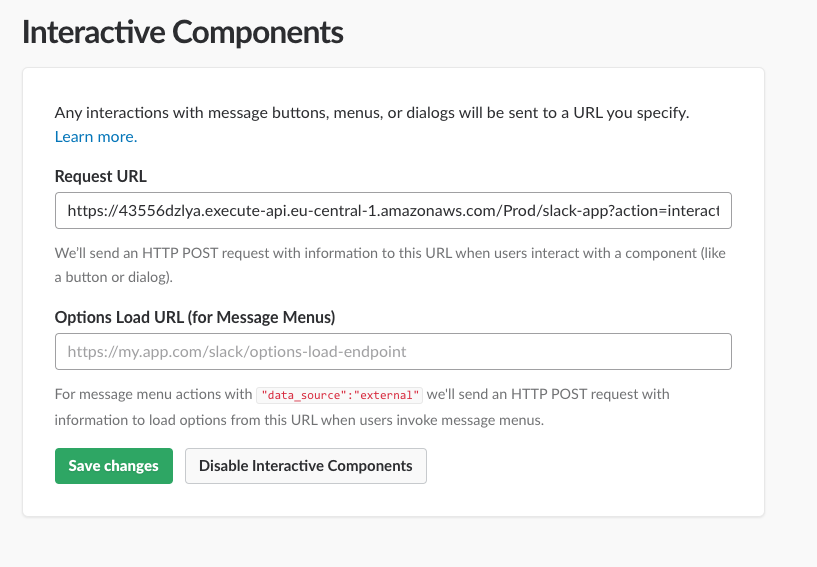 Interactive Components
Any interactions with message buttons, menus, or dialogs will be sent to a URL you specify.
Learn more.
Request URL
https://43556dzlya.execute-api.eu-central-1.amazonaws.com/Prod/slack-app?action=interact
We'll send an HTTP POST request with information to this URL when users interact with a component (like
a button or dialog).
Options Load URL (for Message Menus)
https://my.app.com/slack/options-load-endpoint
For message menu actions with "data_source":"external" we'll send an HTTP POST request with
information to load options from this URL when users invoke message menus.
Save changes Disable Interactive Components